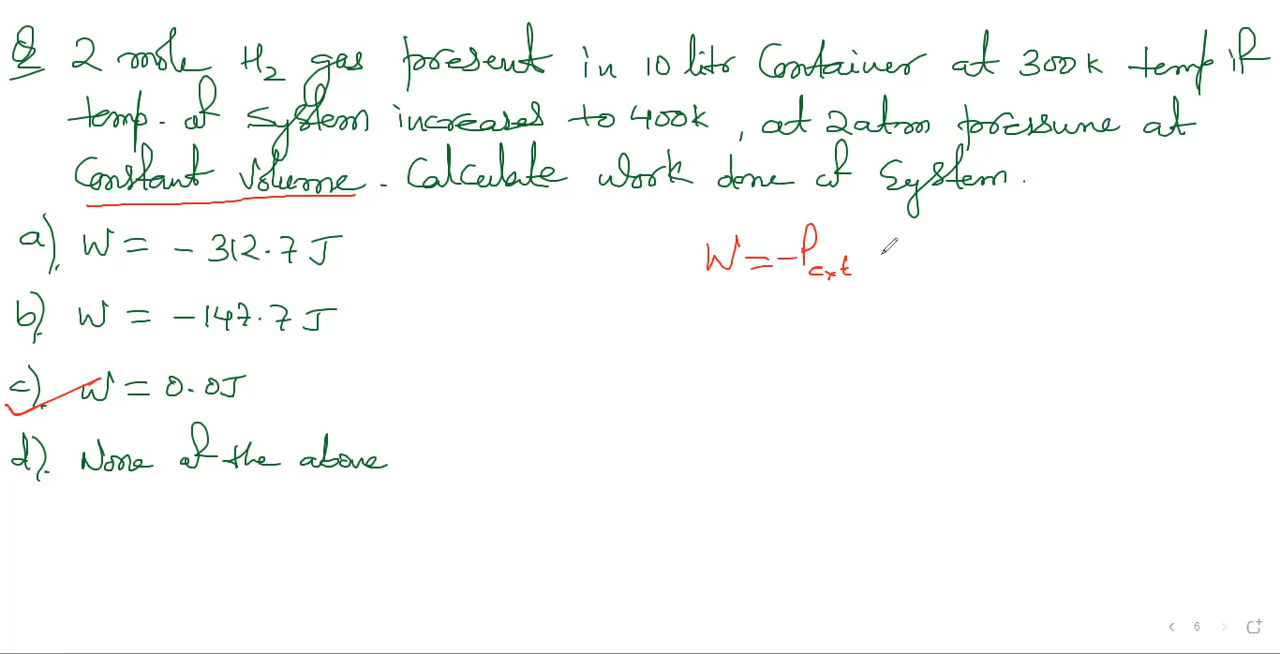 Q 2 mole H₂ gas present in 10 litr Container at 300K temp if
temp. of System increases to 400K, at 2atm pressure at
Constant Volume. Calculate work done of System.
a). W = - 312.7 J
W = -Pext
b). W = -147.7 J
c). W = 0.0J
d). None of the above
< 6 >